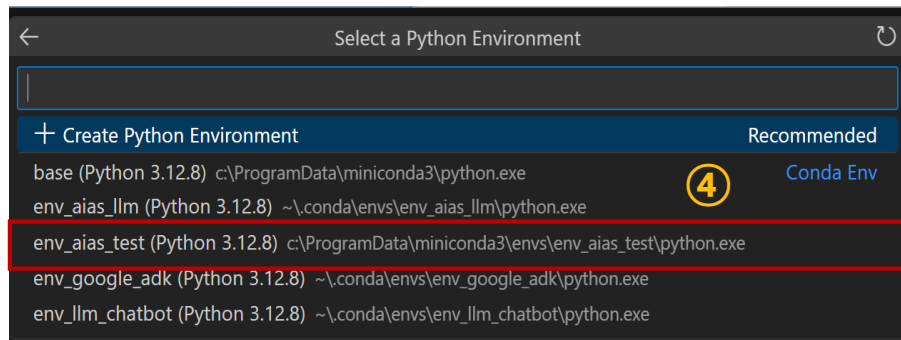 Select a Python Environment
+ Create Python Environment Recommended
base (Python 3.12.8) c:\ProgramData\miniconda3\python.exe Conda Env
④
env_aias_llm (Python 3.12.8) ~\.conda\envs\env_aias_llm\python.exe
env_aias_test (Python 3.12.8) c:\ProgramData\miniconda3\envs\env_aias_test\python.exe
env_google_adk (Python 3.12.8) ~\.conda\envs\env_google_adk\python.exe
env_llm_chatbot (Python 3.12.8) ~\.conda\envs\env_llm_chatbot\python.exe